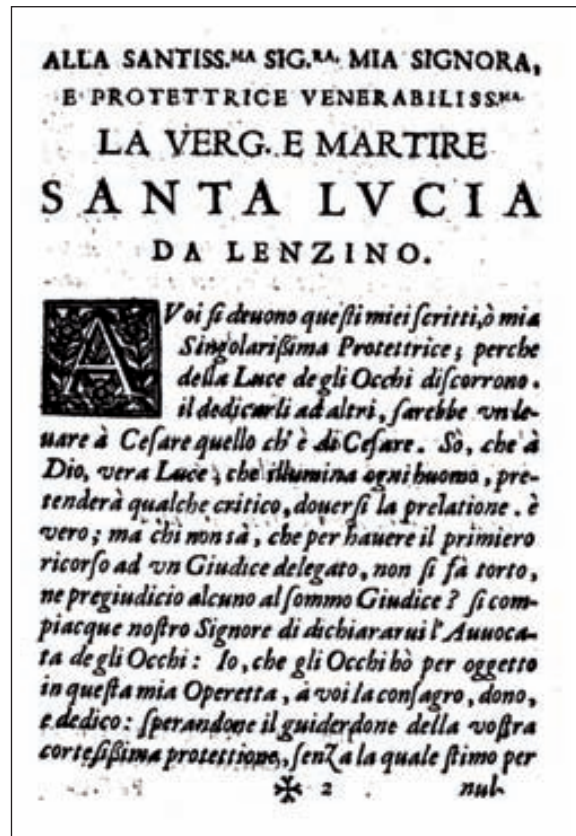 ALLA SANTISS.MA SIG.RA. MIA SIGNORA,
E PROTETTRICE VENERABILISS.MA.
LA VERG. E MARTIRE
SANTA LVCIA
DA LENZINO.
A Voi ſi deuono queſti miei ſcritti, ò mia
Singolariſſima Protettrice; perche
della Luce degli Occhi diſcorrono.
il dedicarli ad altri, ſarebbe vn le-
uare à Ceſare quello ch' è di Ceſare. Sò, che à
Dio, vera Luce, che illumina ogni huomo, pre-
tenderà qualche critico, douerſi la prelatione. è
vero; ma chi non sà, che per hauere il primiero
ricorſo ad vn Giudice delegato, non ſi fà torto,
ne pregiudicio alcuno al ſommo Giudice? ſi com-
piacque noſtro Signore di dichiararui l' Auuoca-
ta degli Occhi: Io, che gli Occhi hò per oggetto
in queſta mia Operetta, à voi la conſagro, dono,
e dedico: ſperandone il guiderdone della voſtra
corteſiſſima protettione, ſenza la quale ſtimo per
✠ 2 nul-